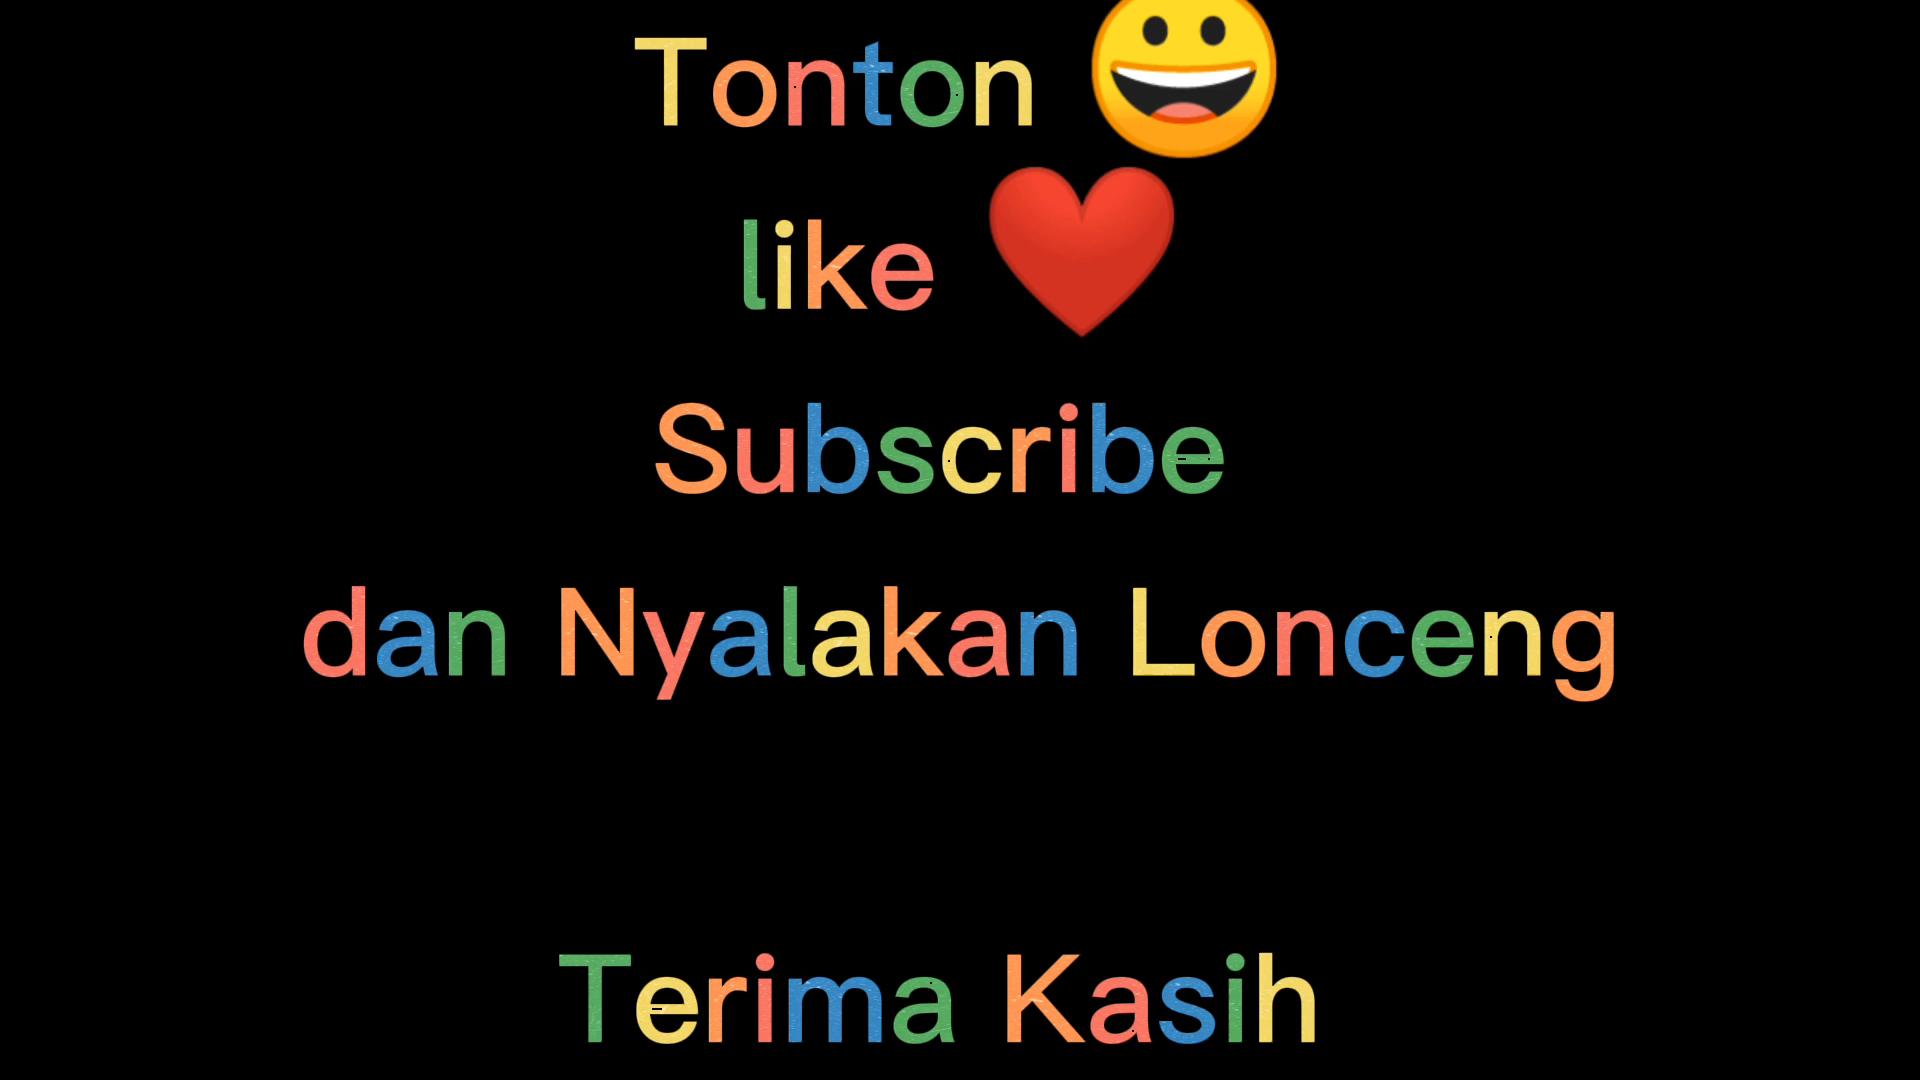 Tonton 😀
like ❤️
Subscribe
dan Nyalakan Lonceng
Terima Kasih